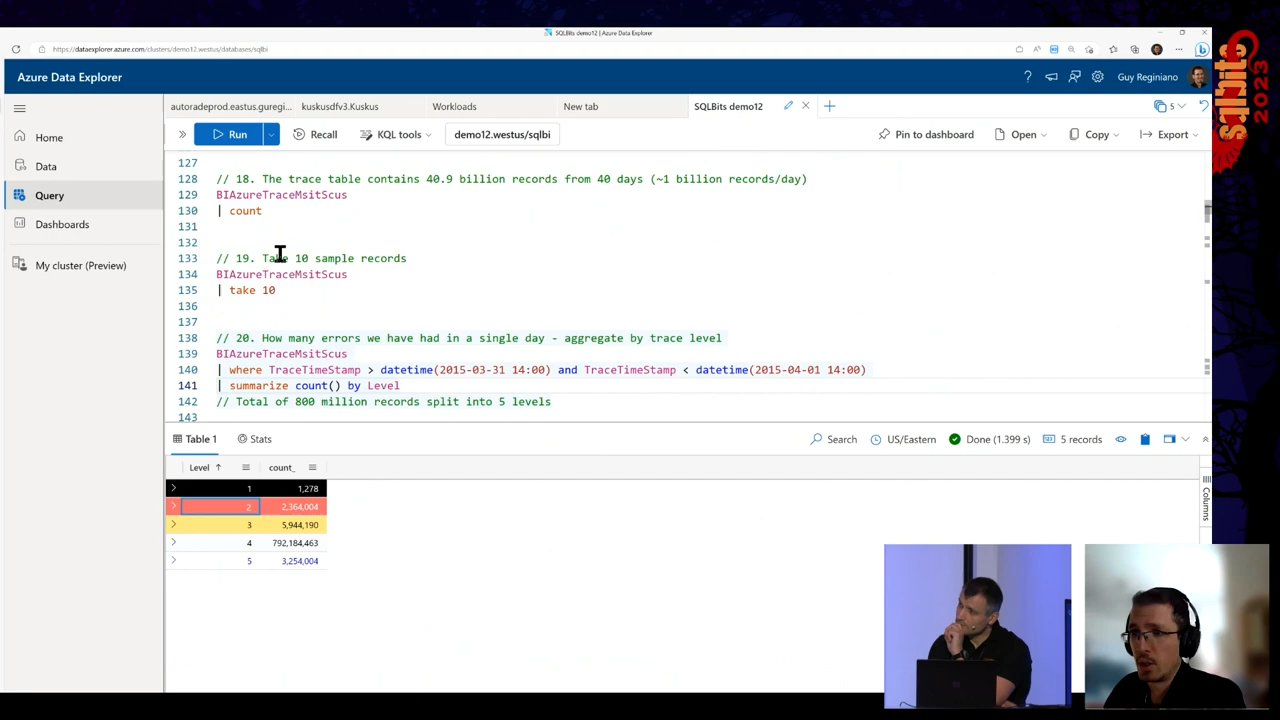 SQLBits demo12 | Azure Data Explorer
https://dataexplorer.azure.com/clusters/demo12.westus/databases/sqlbi
Azure Data Explorer
Guy Reginiano
autoradeprod.eastus.guregi...
kuskusdfv3.Kuskus
Workloads
New tab
SQLBits demo12
5
Run
Recall
KQL tools
demo12.westus/sqlbi
Pin to dashboard
Open
Copy
Export
Home
Data
Query
Dashboards
My cluster (Preview)
127
128 // 18. The trace table contains 40.9 billion records from 40 days (~1 billion records/day)
129 BIAzureTraceMsitScus
130 | count
131
132
133 // 19. Take 10 sample records
134 BIAzureTraceMsitScus
135 | take 10
136
137
138 // 20. How many errors we have had in a single day - aggregate by trace level
139 BIAzureTraceMsitScus
140 | where TraceTimeStamp > datetime(2015-03-31 14:00) and TraceTimeStamp < datetime(2015-04-01 14:00)
141 | summarize count() by Level
142 // Total of 800 million records split into 5 levels
143
Table 1
Stats
Search
US/Eastern
Done (1.399 s)
5 records
Level count_
1 1,278
2 2,364,004
3 5,944,190
4 792,184,463
5 3,254,004
Columns
sqlbits
2023